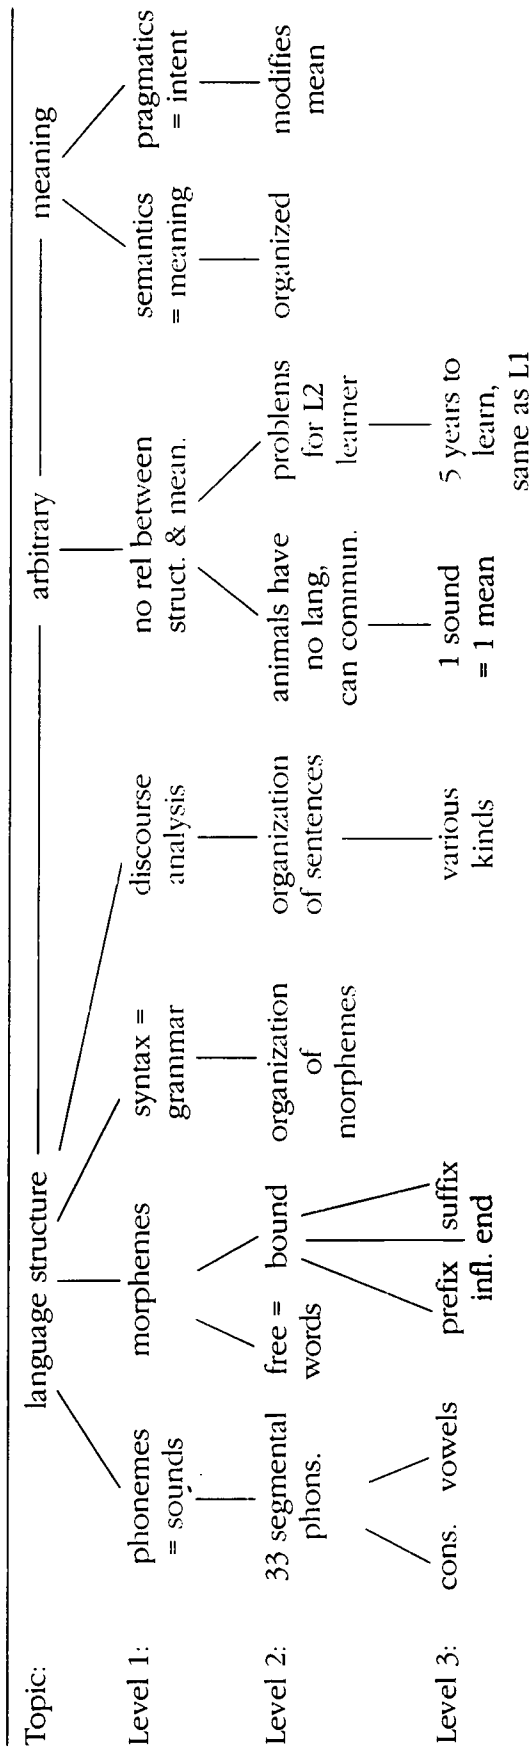 Topic:
language structure
arbitrary
meaning
Level 1:
phonemes
= sounds
morphemes
syntax =
grammar
discourse
analysis
no rel between
struct. & mean.
semantics
= meaning
pragmatics
= intent
Level 2:
33 segmental
phons.
free =
words
bound
organization
of
morphemes
organization
of sentences
animals have
no lang,
can commun.
problems
for L2
learner
organized
modifies
mean
Level 3:
cons.
vowels
prefix
infl. end
suffix
various
kinds
1 sound
= 1 mean
5 years to
learn,
same as L1